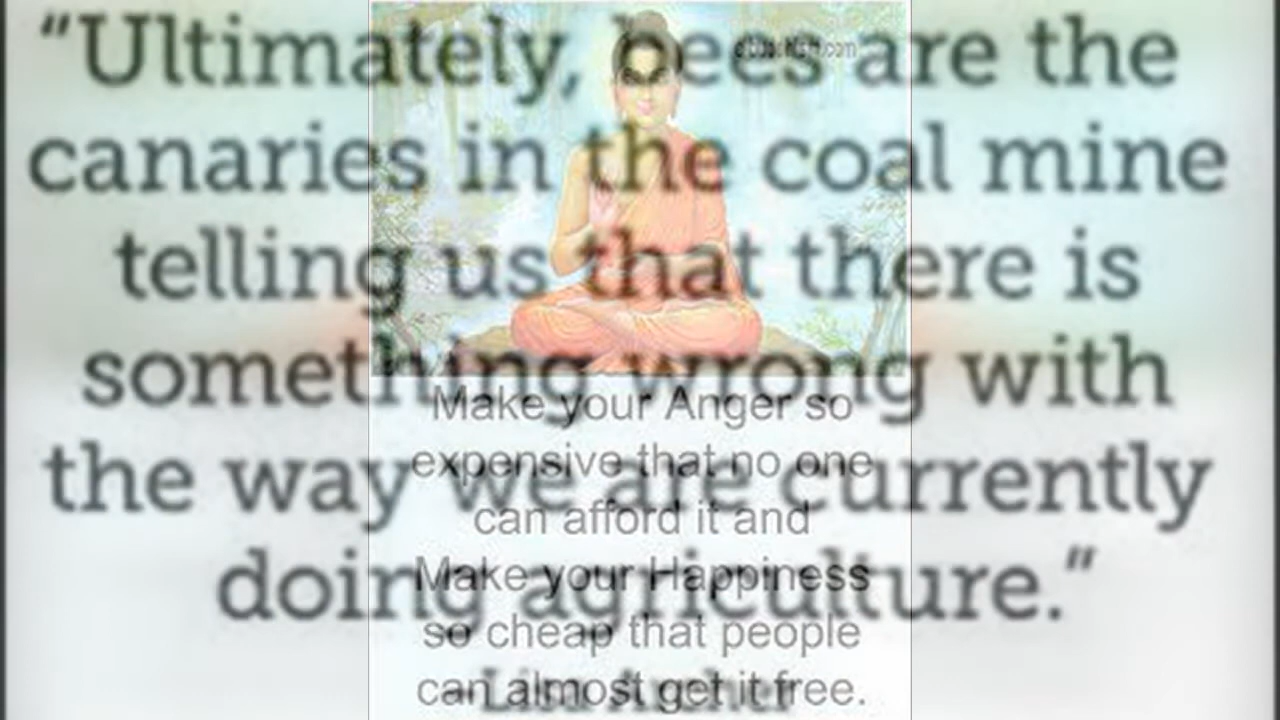 “Ultimately, bees are the
canaries in the coal mine
telling us that there is
something wrong with
the way we are currently
doing agriculture.”
Make your Anger so
expensive that no one
can afford it and
Make your Happiness
so cheap that people
can almost get it free.